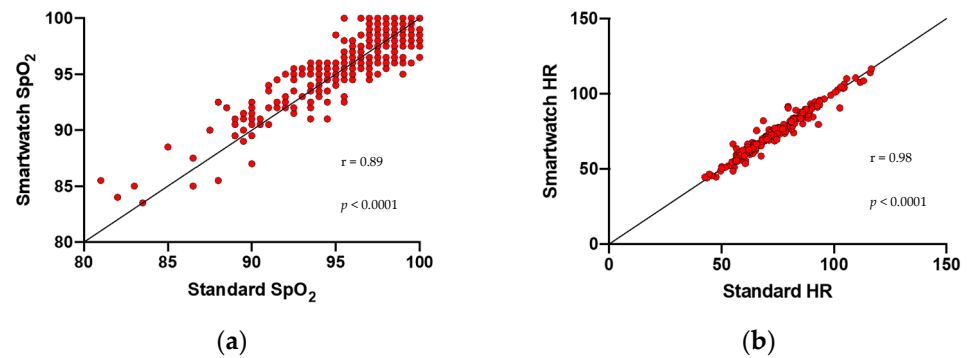 100
95
90
85
80
Smartwatch SpO₂
r = 0.89
p < 0.0001
80 85 90 95 100
Standard SpO₂
(a)
150
100
50
0
Smartwatch HR
r = 0.98
p < 0.0001
0 50 100 150
Standard HR
(b)